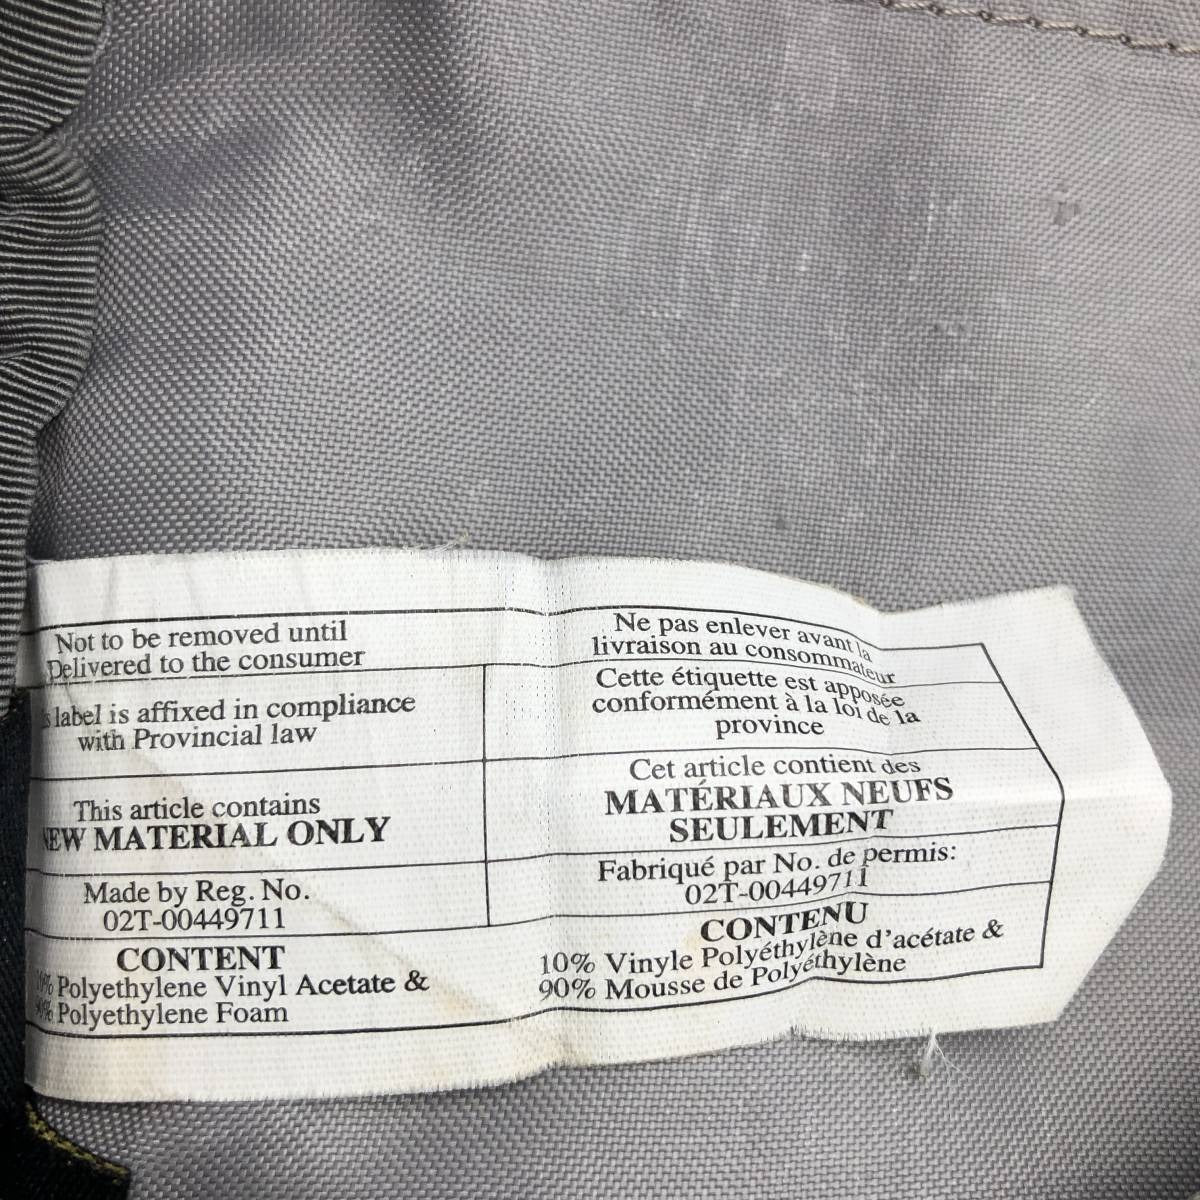 Not to be removed until
Delivered to the consumer
label is affixed in compliance
with Provincial law
This article contains
NEW MATERIAL ONLY
Made by Reg. No.
02T-00449711
CONTENT
Polyethylene Vinyl Acetate &
Polyethylene Foam
Ne pas enlever avant la
livraison au consommateur
Cette étiquette est apposée
conformément à la loi de la
province
Cet article contient des
MATÉRIAUX NEUFS
SEULEMENT
Fabriqué par No. de permis:
02T-00449711
CONTENU
10% Vinyle Polyéthylène d'acétate &
90% Mousse de Polyéthylène